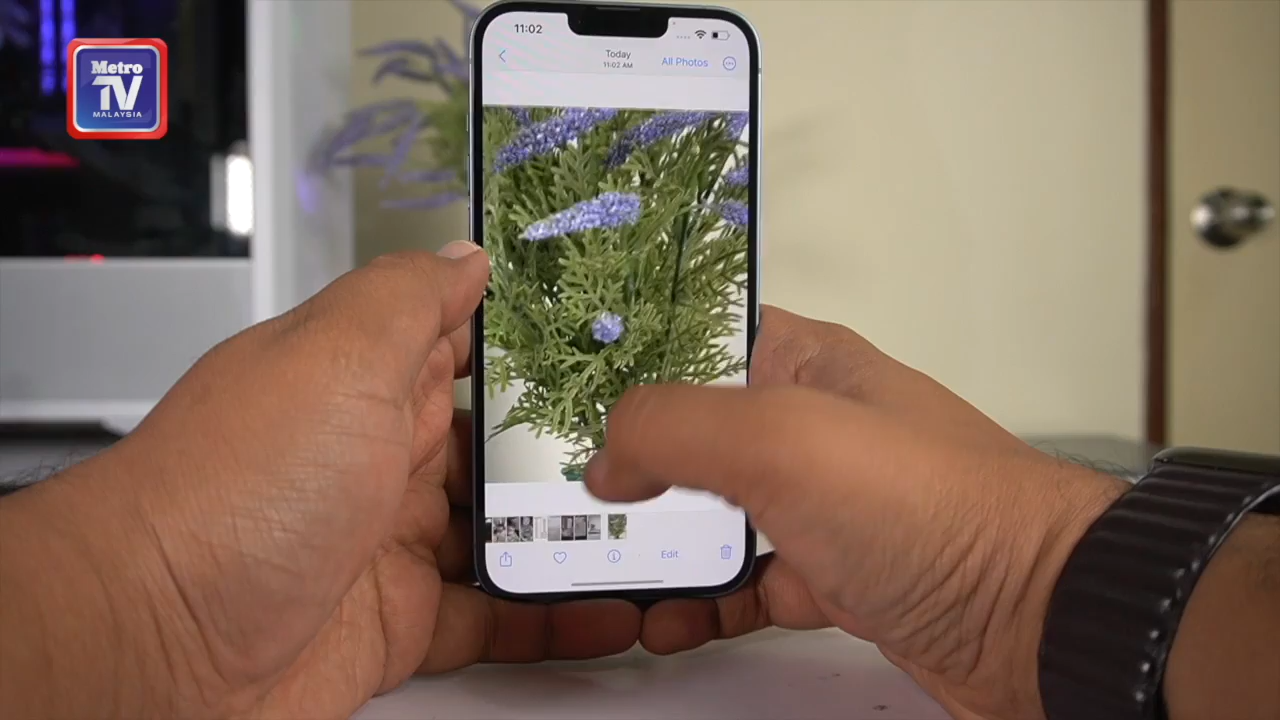 Metro
TV
MALAYSIA
11:02
Today
11:02 AM
All Photos
Edit